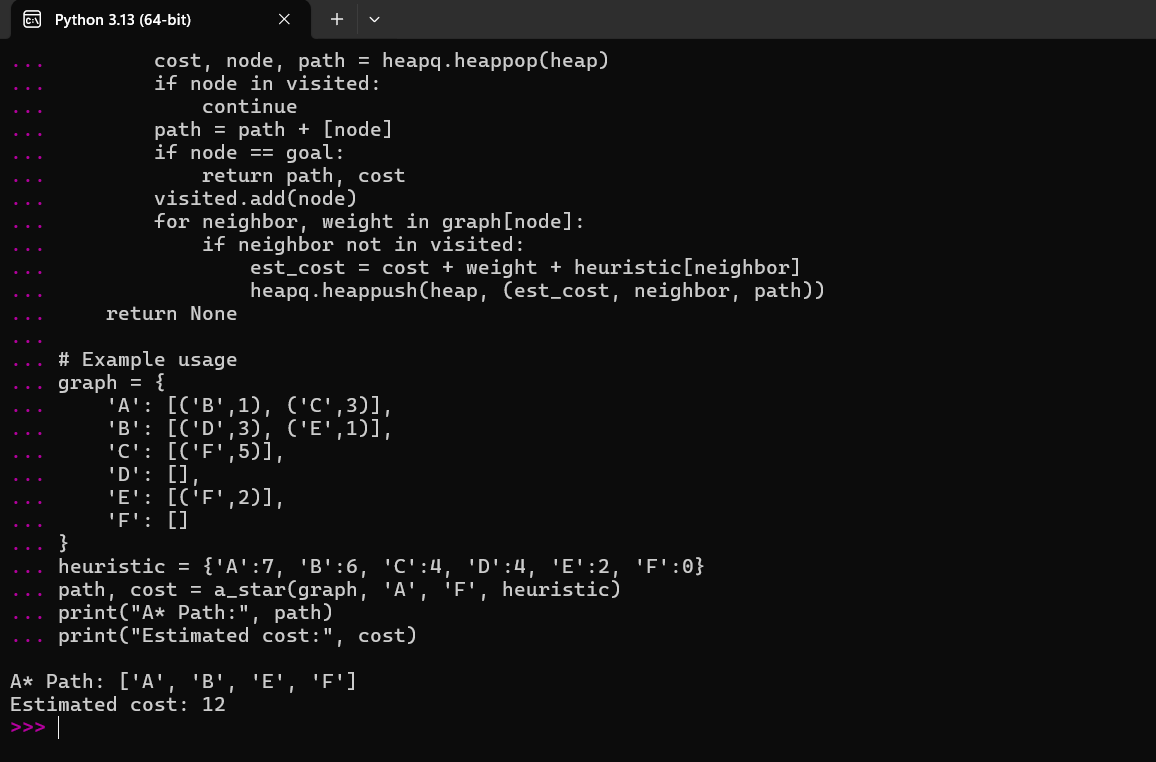 Python 3.13 (64-bit)
...         cost, node, path = heapq.heappop(heap)
...         if node in visited:
...             continue
...         path = path + [node]
...         if node == goal:
...             return path, cost
...         visited.add(node)
...         for neighbor, weight in graph[node]:
...             if neighbor not in visited:
...                 est_cost = cost + weight + heuristic[neighbor]
...                 heapq.heappush(heap, (est_cost, neighbor, path))
...     return None
...
... # Example usage
... graph = {
...     'A': [('B',1), ('C',3)],
...     'B': [('D',3), ('E',1)],
...     'C': [('F',5)],
...     'D': [],
...     'E': [('F',2)],
...     'F': []
... }
... heuristic = {'A':7, 'B':6, 'C':4, 'D':4, 'E':2, 'F':0}
... path, cost = a_star(graph, 'A', 'F', heuristic)
... print("A* Path:", path)
... print("Estimated cost:", cost)
A* Path: ['A', 'B', 'E', 'F']
Estimated cost: 12
>>>